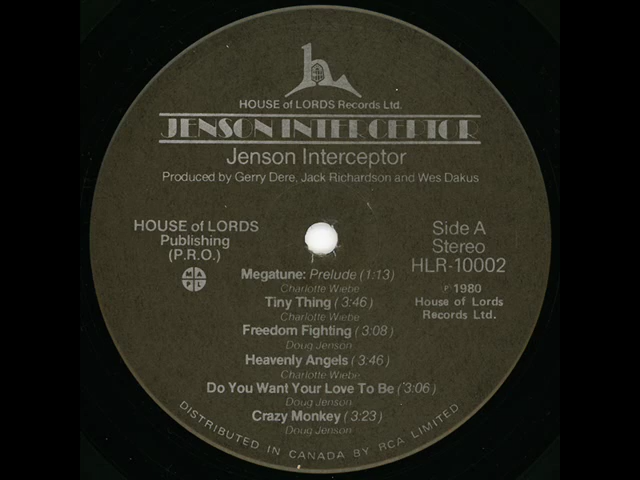 HOUSE of LORDS Records Ltd.
JENSON INTERCEPTOR
Jenson Interceptor
Produced by Gerry Dere, Jack Richardson and Wes Dakus
HOUSE of LORDS
Publishing
(P.R.O.)
M A
P L
Side A
Stereo
HLR-10002
℗ 1980
House of Lords
Records Ltd.
Megatune: Prelude (1:13)
Charlotte Wiebe
Tiny Thing (3:46)
Charlotte Wiebe
Freedom Fighting (3:08)
Doug Jenson
Heavenly Angels (3:46)
Charlotte Wiebe
Do You Want Your Love To Be (3:06)
Doug Jenson
Crazy Monkey (3:23)
Doug Jenson
DISTRIBUTED IN CANADA BY RCA LIMITED